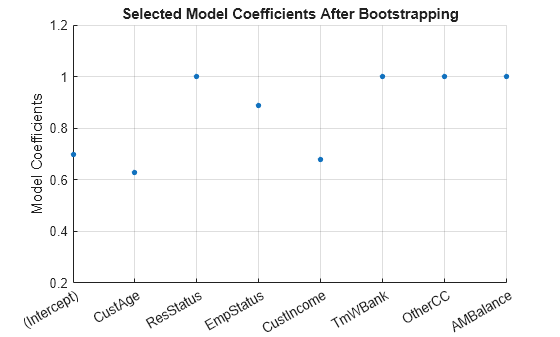 Selected Model Coefficients After Bootstrapping
1.2
1
0.8
0.6
0.4
0.2
Model Coefficients
(Intercept)
CustAge
ResStatus
EmpStatus
CustIncome
TmWBank
OtherCC
AMBalance